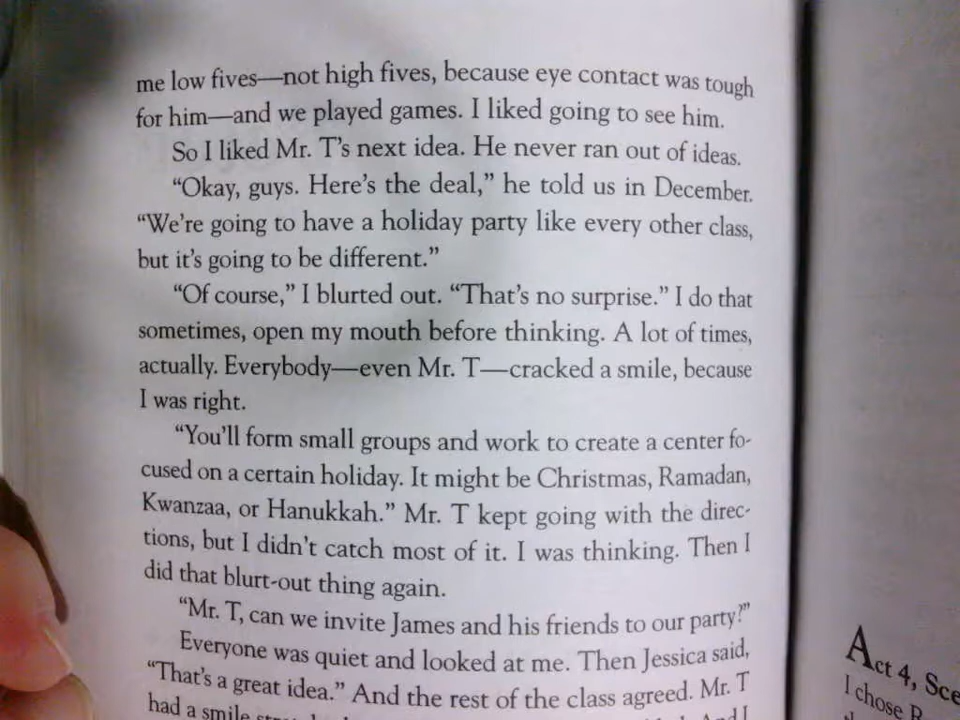 me low fives—not high fives, because eye contact was tough
for him—and we played games. I liked going to see him.
So I liked Mr. T's next idea. He never ran out of ideas.
"Okay, guys. Here's the deal," he told us in December.
"We're going to have a holiday party like every other class,
but it's going to be different."
"Of course," I blurted out. "That's no surprise." I do that
sometimes, open my mouth before thinking. A lot of times,
actually. Everybody—even Mr. T—cracked a smile, because
I was right.
"You'll form small groups and work to create a center fo-
cused on a certain holiday. It might be Christmas, Ramadan,
Kwanzaa, or Hanukkah." Mr. T kept going with the direc-
tions, but I didn't catch most of it. I was thinking. Then I
did that blurt-out thing again.
"Mr. T, can we invite James and his friends to our party?"
Everyone was quiet and looked at me. Then Jessica said,
"That's a great idea." And the rest of the class agreed. Mr. T
had a smile And I
Act 4, Sce
I chose